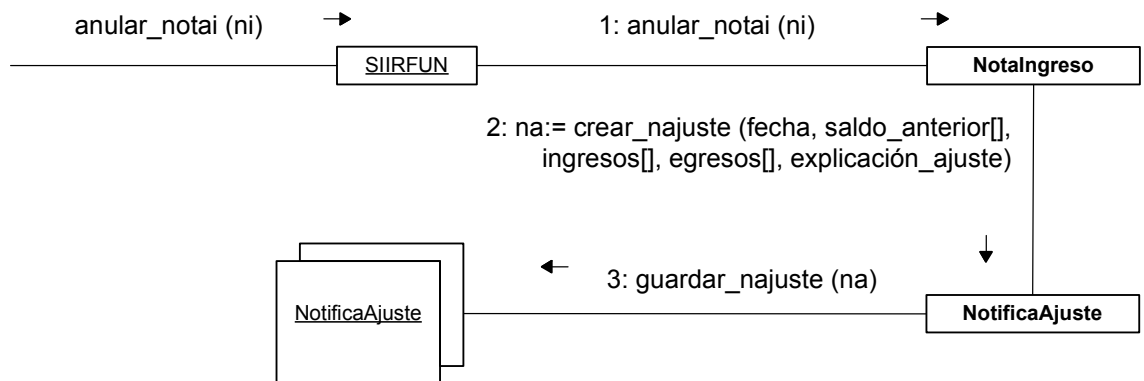 anular_notai (ni)
1: anular_notai (ni)
SIIRFUN
NotaIngreso
2: na:= crear_najuste (fecha, saldo_anterior[],
ingresos[], egresos[], explicación_ajuste)
3: guardar_najuste (na)
NotificaAjuste
NotificaAjuste